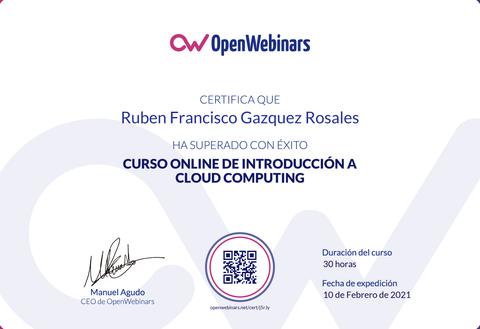 OpenWebinars
CERTIFICA QUE
Ruben Francisco Gazquez Rosales
HA SUPERADO CON ÉXITO
CURSO ONLINE DE INTRODUCCIÓN A
CLOUD COMPUTING
Manuel Agudo
CEO de OpenWebinars
Duración del curso
30 horas
Fecha de expedición
10 de Febrero de 2021